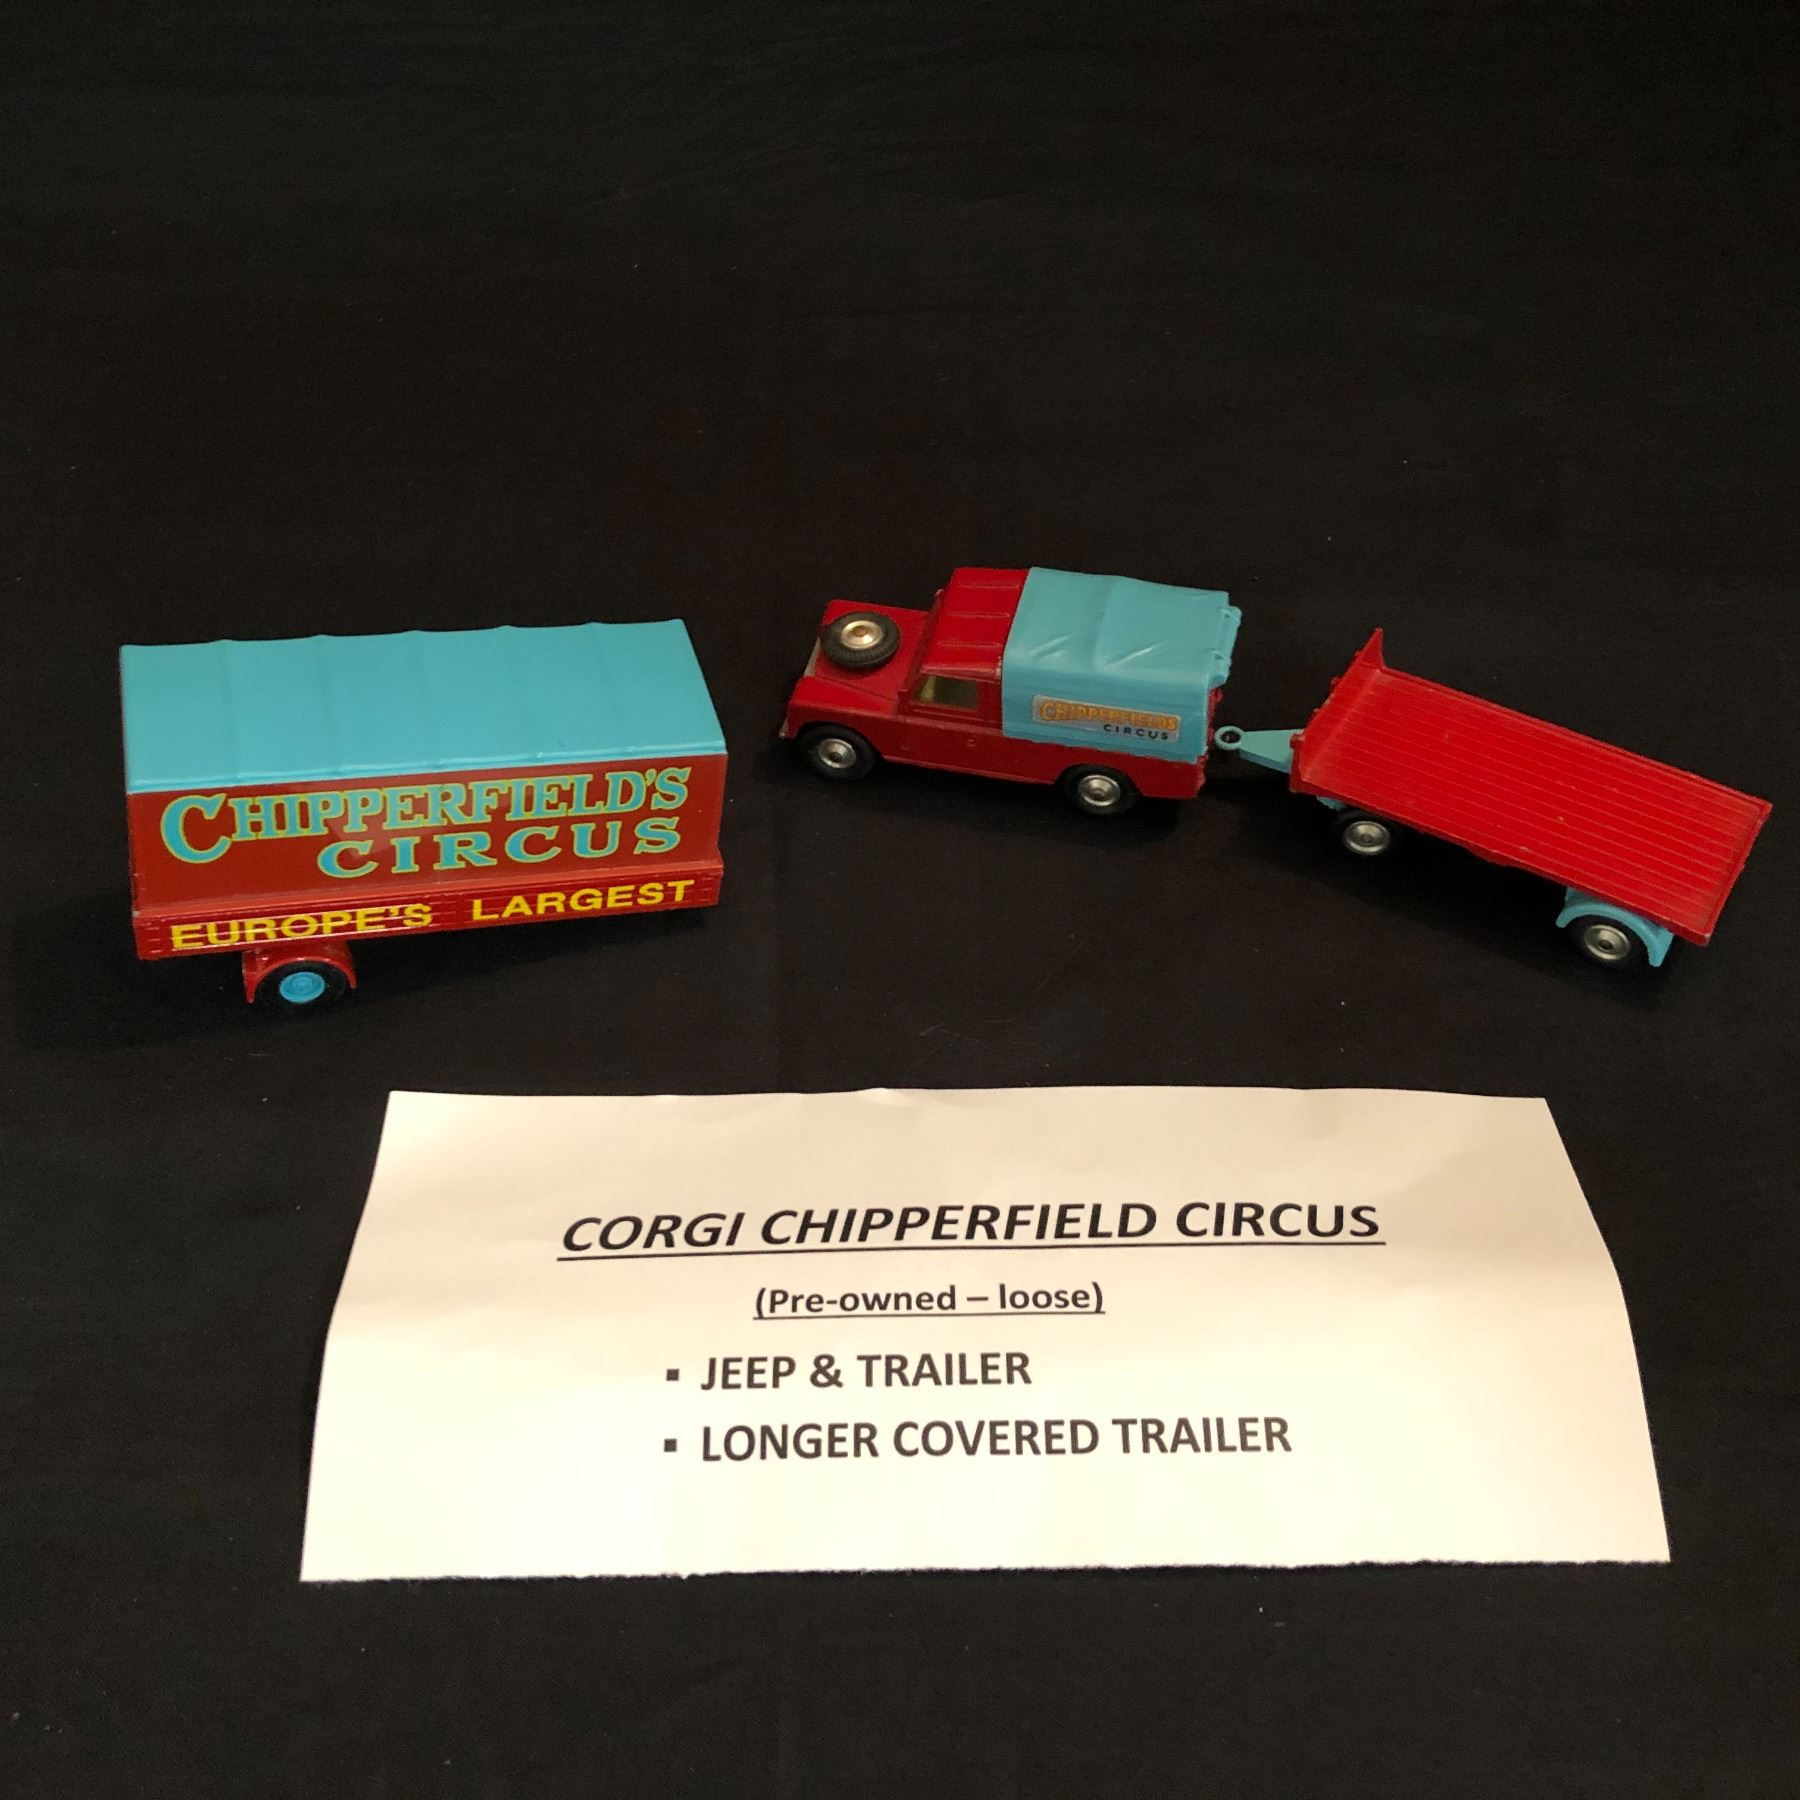 CHIPPERFIELD'S
CIRCUS
EUROPE'S LARGEST
CHIPPERFIELDS
CIRCUS
CORGI CHIPPERFIELD CIRCUS
(Pre-owned – loose)
▪ JEEP & TRAILER
▪ LONGER COVERED TRAILER